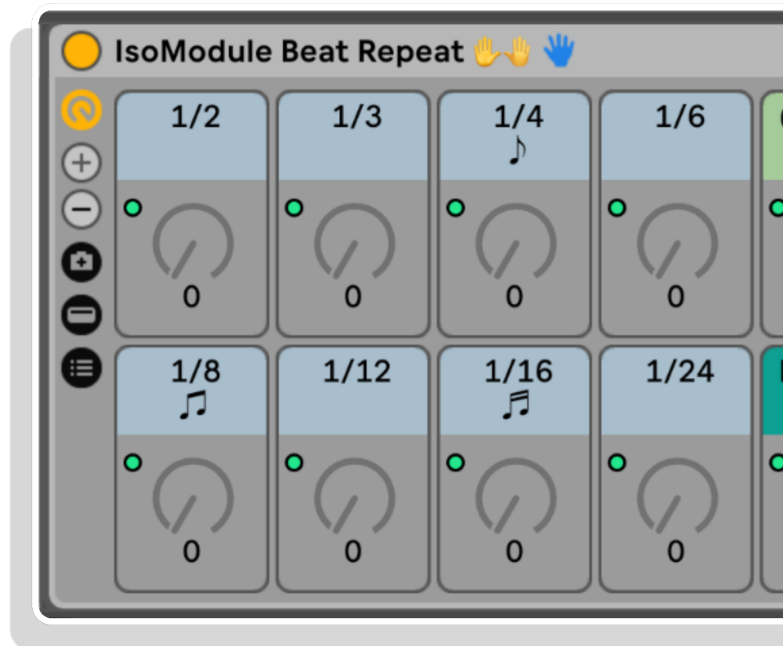 IsoModule Beat Repeat ✋🤚 👋
1/2 1/3 1/4 1/6
♪
0 0 0 0
1/8 1/12 1/16 1/24
♫ ♬
0 0 0 0